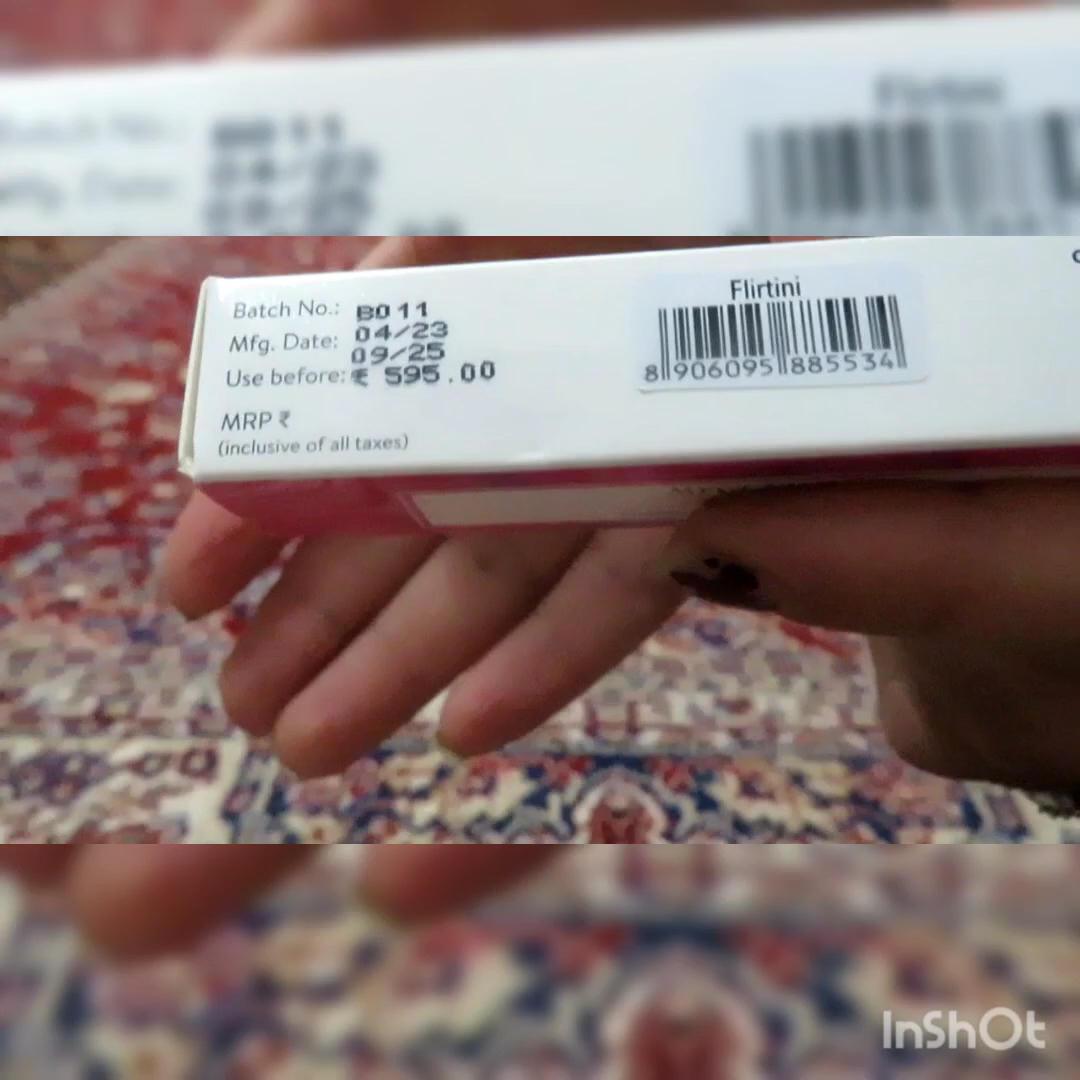 Batch No.: B011
Mfg. Date: 04/23
09/25
Use before: ₹ 595.00
MRP ₹
(inclusive of all taxes)
Flirtini
8 906095 885534
InShOt